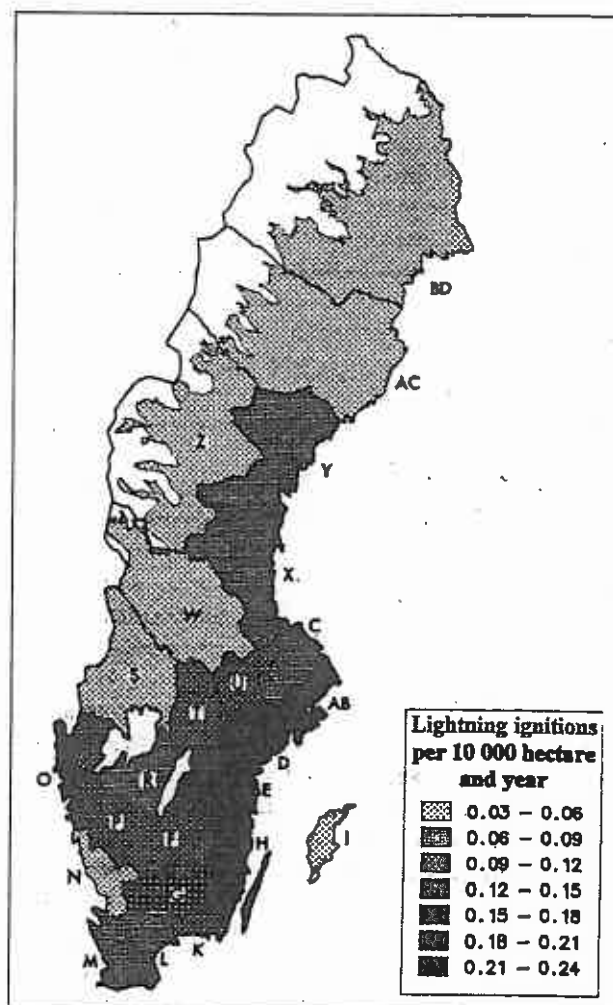 BD
AC
Z
Y
X
W
C
S
U
T
AB
D
O
R
E
P
F
I
H
N
G
K
M
L
Lightning ignitions
per 10 000 hectare
and year
0.03 – 0.06
0.06 – 0.09
0.09 – 0.12
0.12 – 0.15
0.15 – 0.18
0.18 – 0.21
0.21 – 0.24